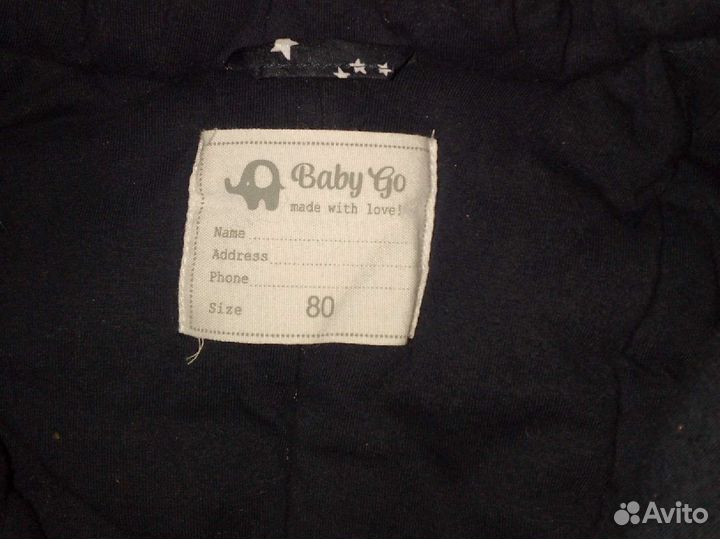 Baby Go
made with love!
Name
Address
Phone
Size 80
Avito